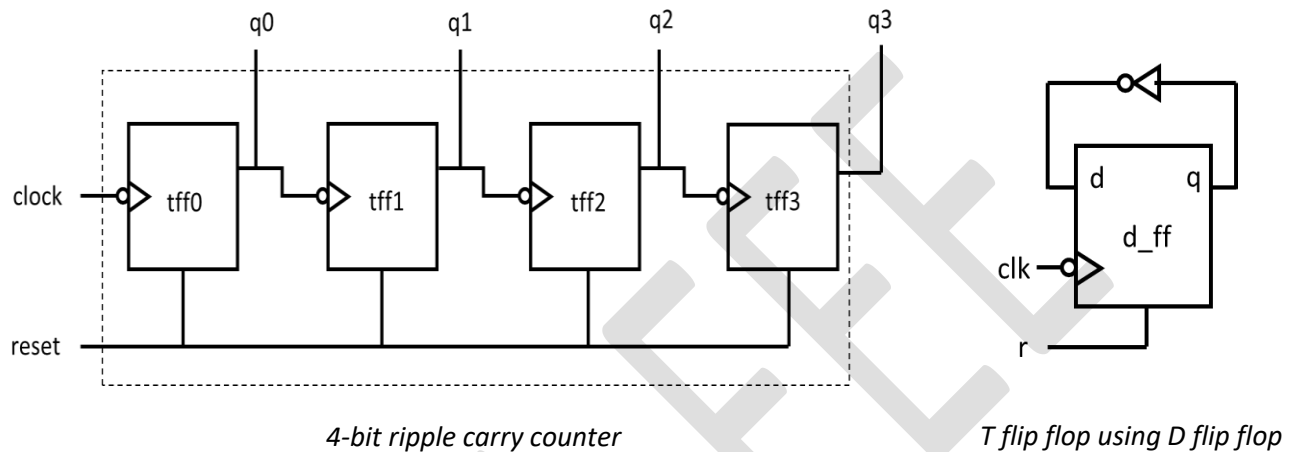 q0 q1 q2 q3
clock tff0 tff1 tff2 tff3
reset
4-bit ripple carry counter
d q
d_ff
clk
r
T flip flop using D flip flop